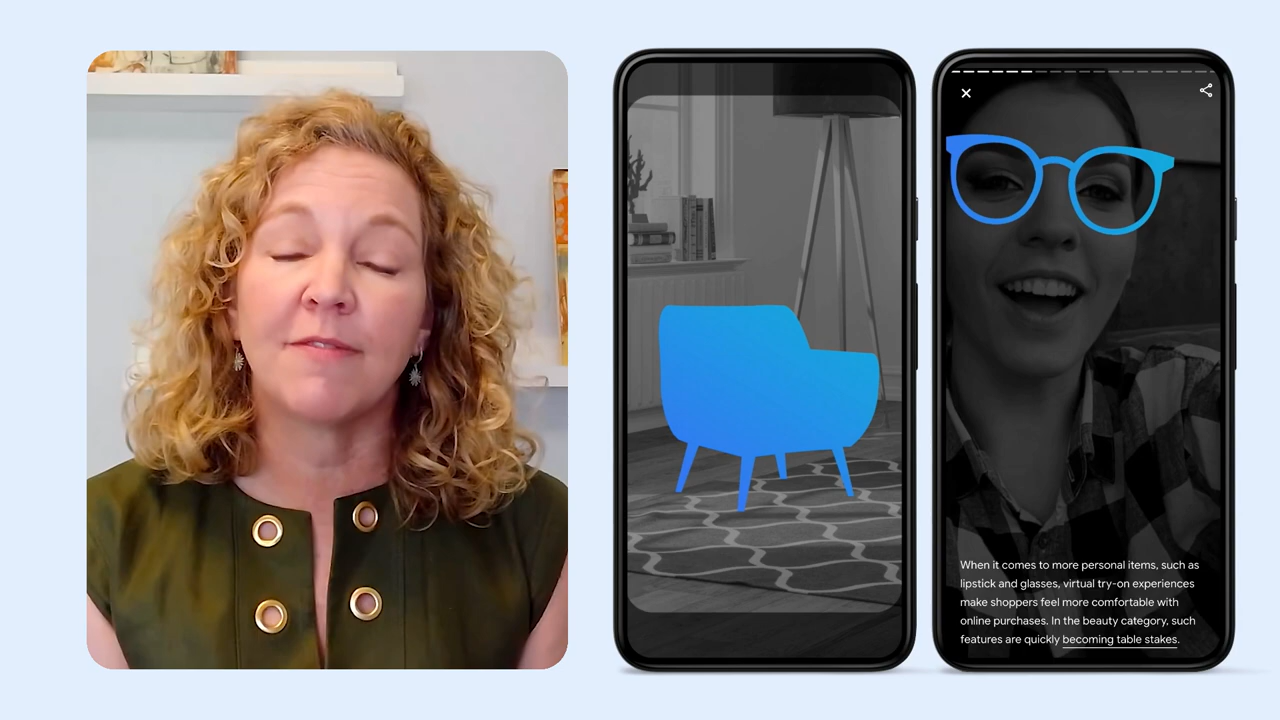 When it comes to more personal items, such as
lipstick and glasses, virtual try-on experiences
make shoppers feel more comfortable with
online purchases. In the beauty category, such
features are quickly becoming table stakes.